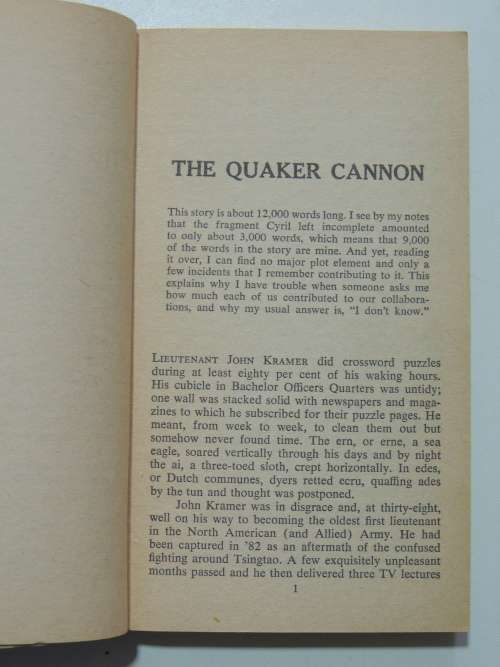 THE QUAKER CANNON
This story is about 12,000 words long. I see by my notes
that the fragment Cyril left incomplete amounted
to only about 3,000 words, which means that 9,000
of the words in the story are mine. And yet, reading
it over, I can find no major plot element and only a
few incidents that I remember contributing to it. This
explains why I have trouble when someone asks me
how much each of us contributed to our collabora-
tions, and why my usual answer is, "I don't know."
LIEUTENANT JOHN KRAMER did crossword puzzles
during at least eighty per cent of his waking hours.
His cubicle in Bachelor Officers Quarters was untidy;
one wall was stacked solid with newspapers and maga-
zines to which he subscribed for their puzzle pages. He
meant, from week to week, to clean them out but
somehow never found time. The ern, or erne, a sea
eagle, soared vertically through his days and by night
the ai, a three-toed sloth, crept horizontally. In edes,
or Dutch communes, dyers retted ecru, quaffing ades
by the tun and thought was postponed.
John Kramer was in disgrace and, at thirty-eight,
well on his way to becoming the oldest first lieutenant
in the North American (and Allied) Army. He had
been captured in '82 as an aftermath of the confused
fighting around Tsingtao. A few exquisitely unpleasant
months passed and he then delivered three TV lectures
1